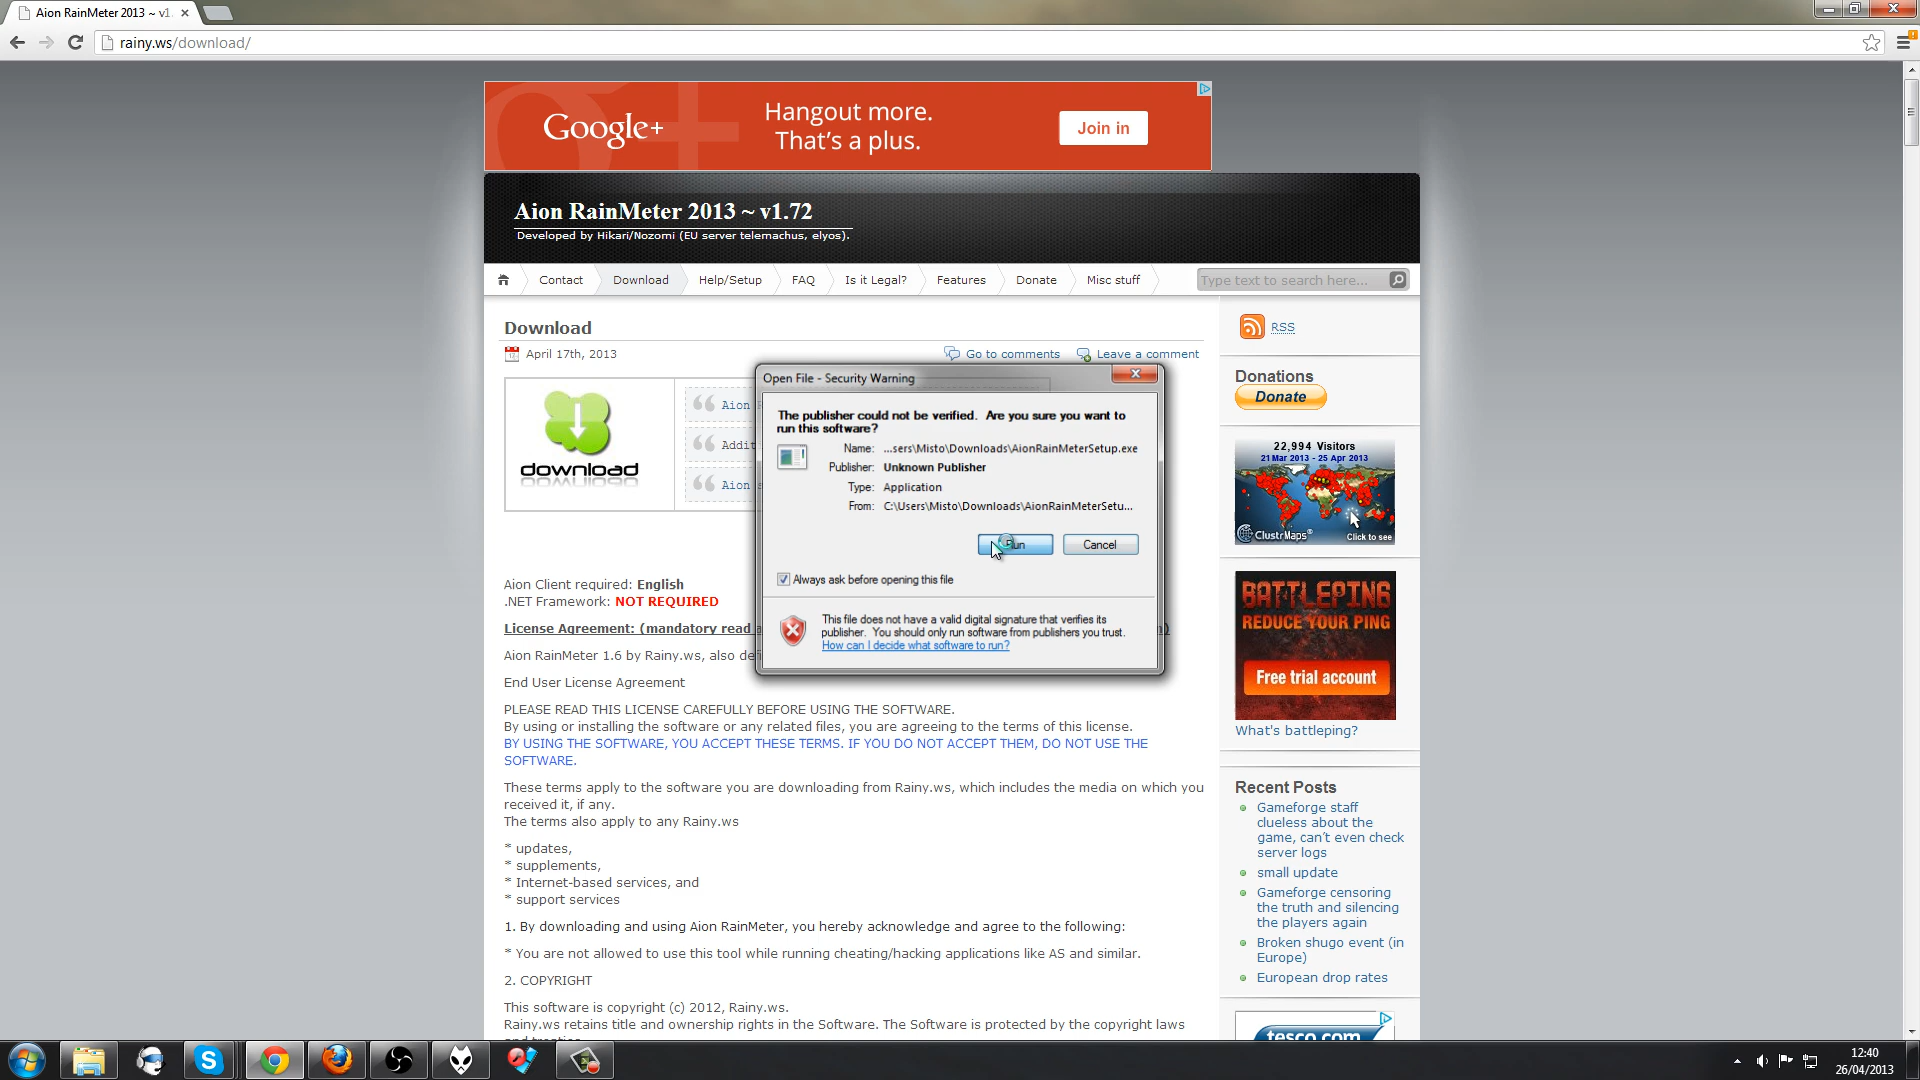 Aion RainMeter 2013 ~ v1
rainy.ws/download/
Google+
Hangout more.
That's a plus.
Join in
Aion RainMeter 2013 ~ v1.72
Developed by Hikari/Nozomi (EU server telemachus, elyos).
Contact
Download
Help/Setup
FAQ
Is it Legal?
Features
Donate
Misc stuff
Type text to search here...
Download
April 17th, 2013
Go to comments
Leave a comment
download
Aion
Addit
Aion
Open File - Security Warning
The publisher could not be verified. Are you sure you want to
run this software?
Name: ...sers\Misto\Downloads\AionRainMeterSetup.exe
Publisher: Unknown Publisher
Type: Application
From: C:\Users\Misto\Downloads\AionRainMeterSetu...
Run
Cancel
Always ask before opening this file
This file does not have a valid digital signature that verifies its
publisher. You should only run software from publishers you trust.
How can I decide what software to run?
Aion Client required: English
.NET Framework: NOT REQUIRED
License Agreement: (mandatory read
Aion RainMeter 1.6 by Rainy.ws, also def
End User License Agreement
PLEASE READ THIS LICENSE CAREFULLY BEFORE USING THE SOFTWARE.
By using or installing the software or any related files, you are agreeing to the terms of this license.
BY USING THE SOFTWARE, YOU ACCEPT THESE TERMS. IF YOU DO NOT ACCEPT THEM, DO NOT USE THE
SOFTWARE.
These terms apply to the software you are downloading from Rainy.ws, which includes the media on which you
received it, if any.
The terms also apply to any Rainy.ws
* updates,
* supplements,
* Internet-based services, and
* support services
1. By downloading and using Aion RainMeter, you hereby acknowledge and agree to the following:
* You are not allowed to use this tool while running cheating/hacking applications like AS and similar.
2. COPYRIGHT
This software is copyright (c) 2012, Rainy.ws.
Rainy.ws retains title and ownership rights in the Software. The Software is protected by the copyright laws
RSS
Donations
Donate
22,994 Visitors
21 Mar 2013 - 25 Apr 2013
ClustrMaps®
Click to see
BATTLEPING
REDUCE YOUR PING
Free trial account
What's battleping?
Recent Posts
Gameforge staff
clueless about the
game, can't even check
server logs
small update
Gameforge censoring
the truth and silencing
the players again
Broken shugo event (in
Europe)
European drop rates
tesco.com
12:40
26/04/2013